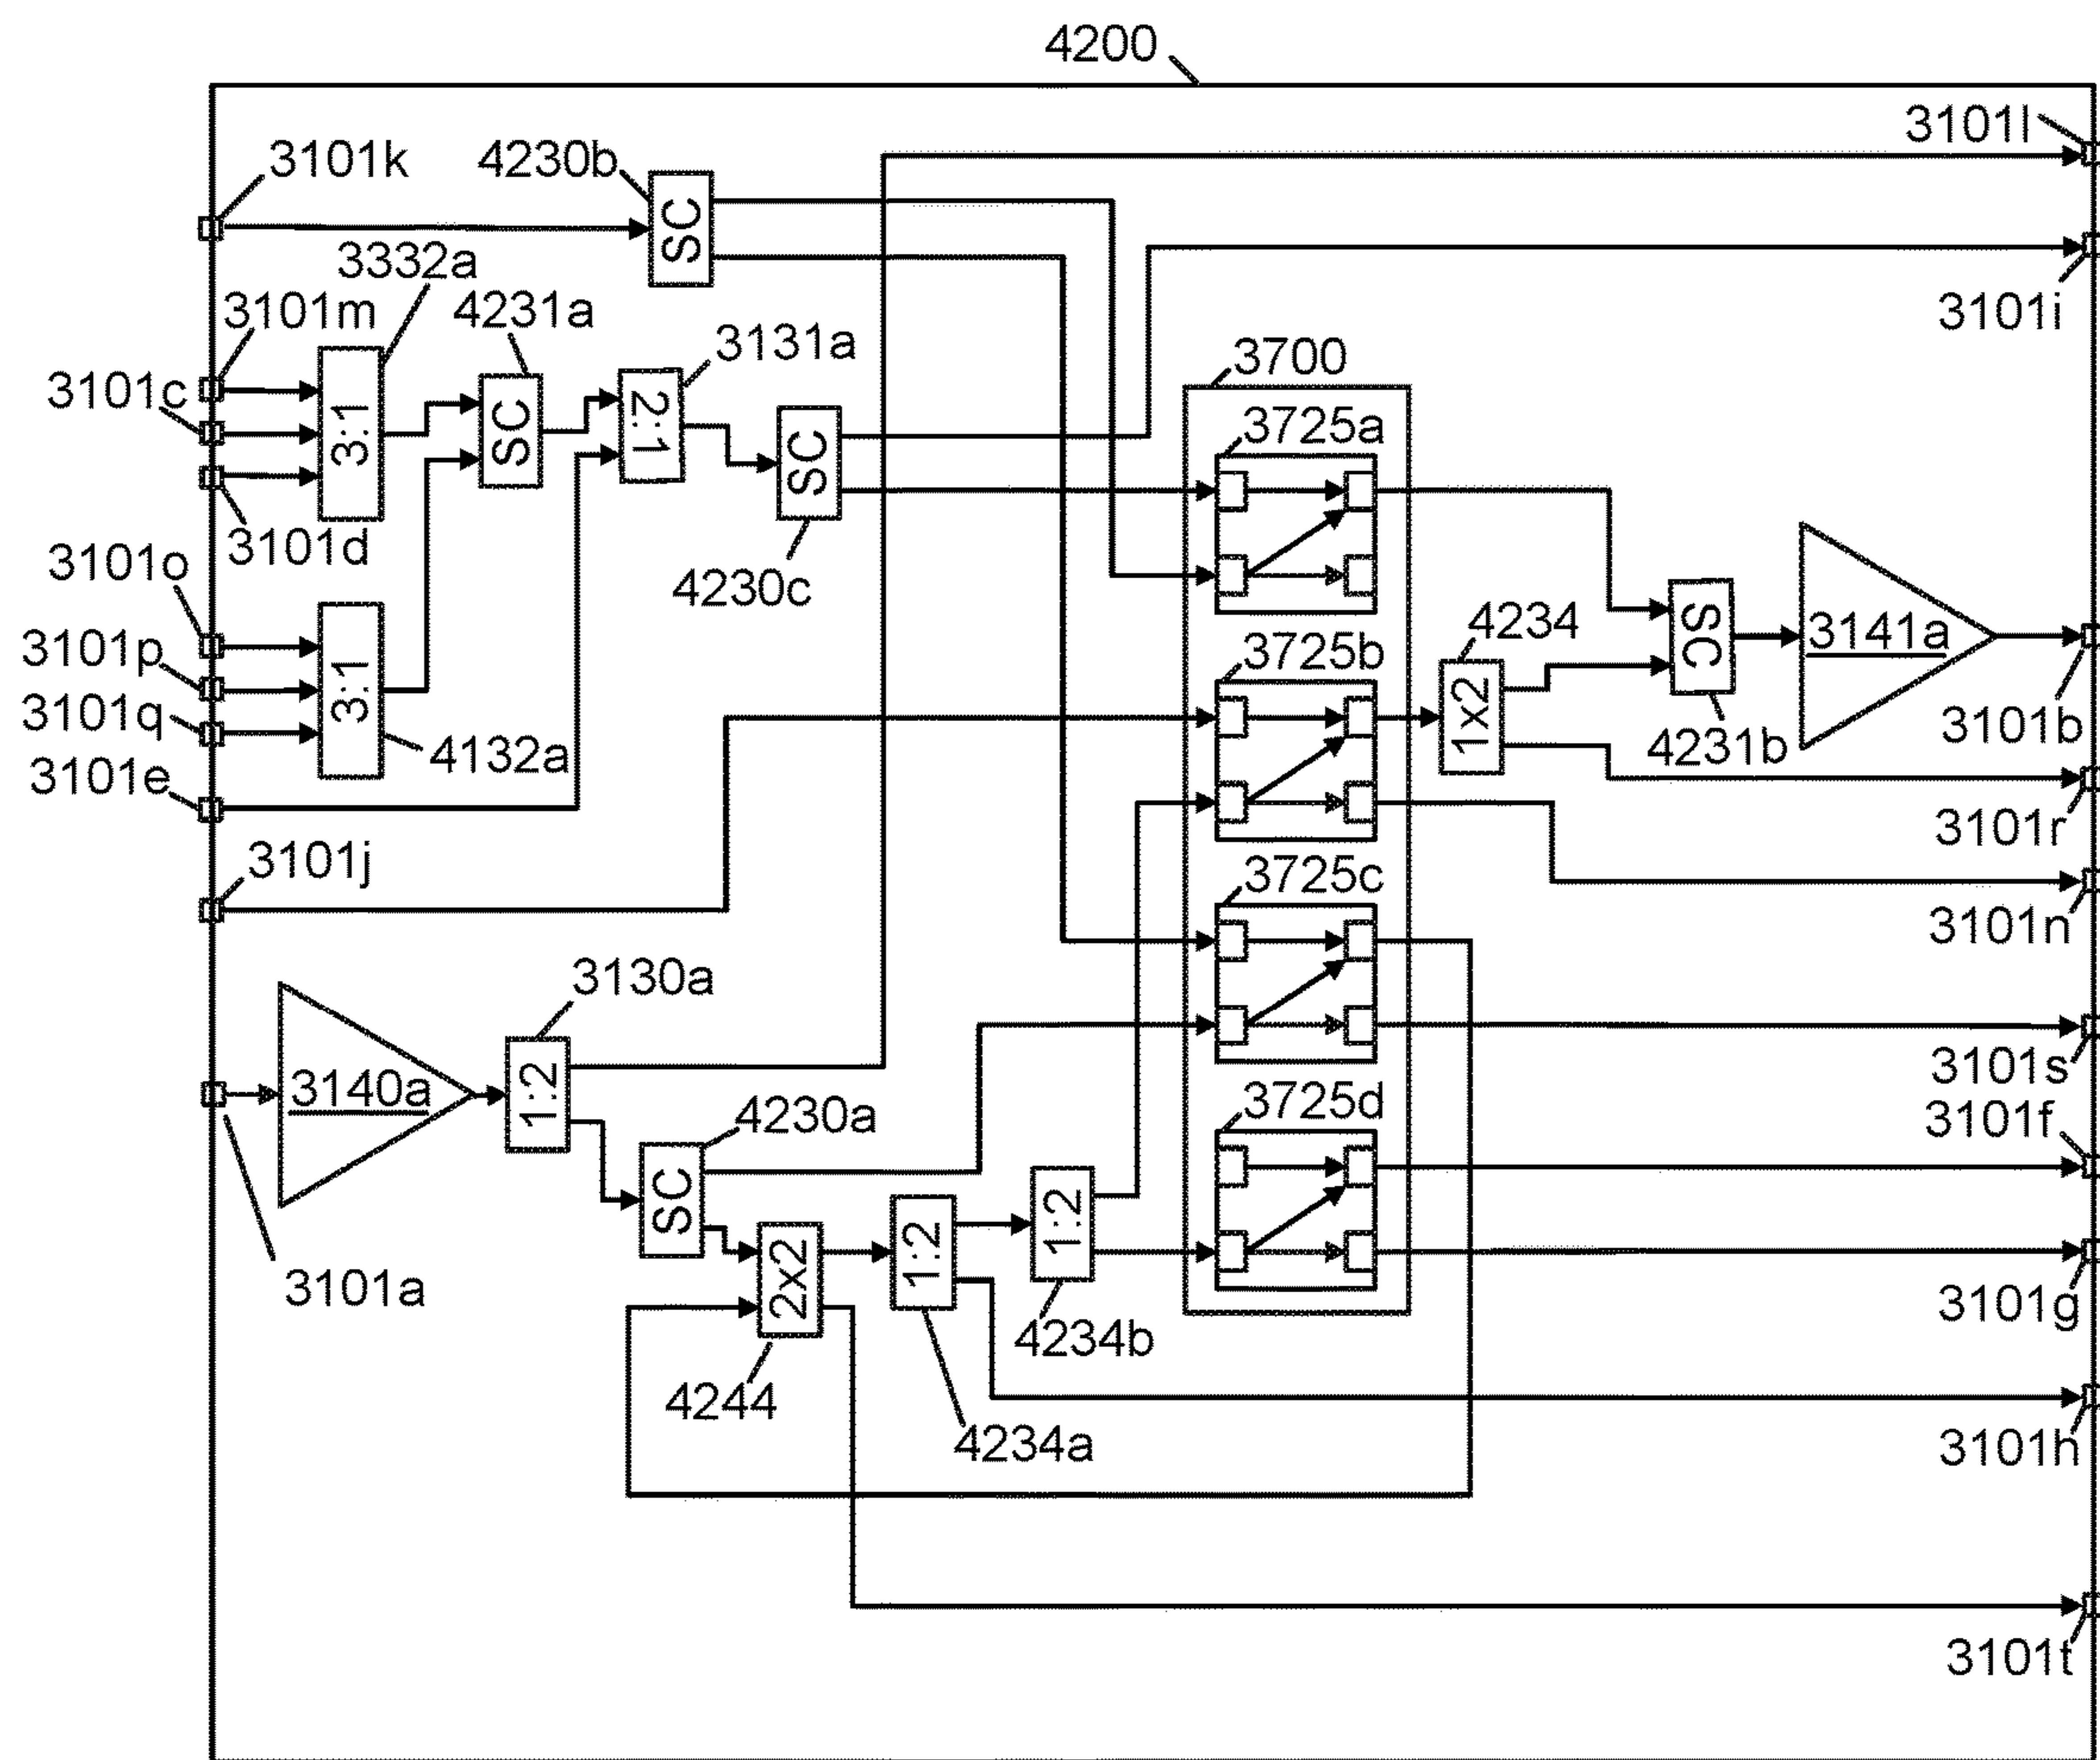 4200
3101l
3101k
4230b
SC
3332a
3101m
4231a
3101i
3131a
3101c
3:1
SC
2:1
3700
SC
3725a
3101d
3101o
4230c
3101p
3:1
3101q
4132a
3101e
4234
SC
3141a
3725b
1x2
4231b
3101b
3101r
3101j
3725c
3101n
3130a
3140a
1:2
3101s
4230a
3725d
3101f
SC
3101a
2x2
1:2
1:2
3101g
4234b
4244
4234a
3101h
3101t